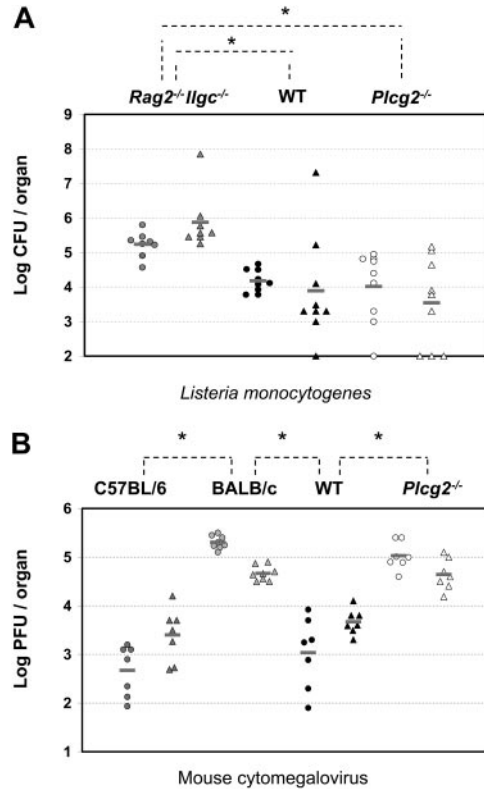 A
*
*
Rag2-/- Ilgc-/- WT Plcg2-/-
9
8
7
6
5
4
3
2
Log CFU / organ
Listeria monocytogenes
B
* * *
C57BL/6 BALB/c WT Plcg2-/-
6
5
4
3
2
1
Log PFU / organ
Mouse cytomegalovirus